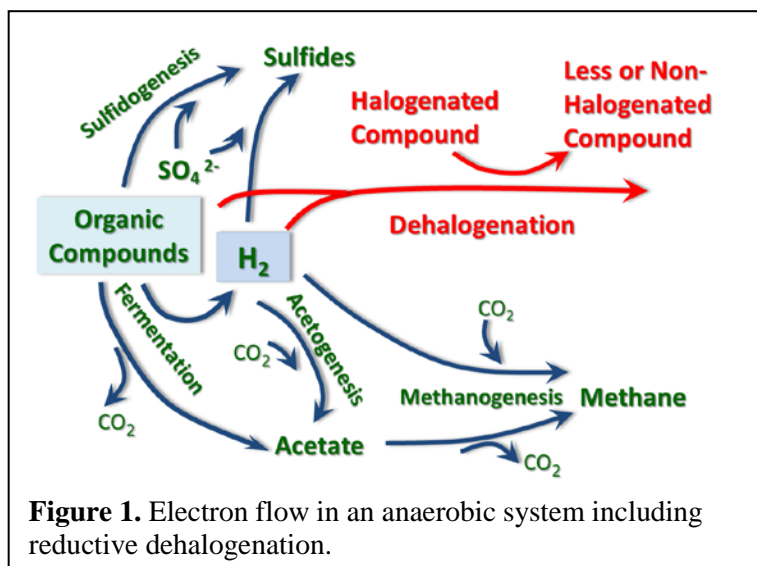 Sulfides
Less or Non-
Halogenated
Compound
Halogenated
Compound
Sulfidogenesis
SO₄ ²⁻
Organic
Compounds
H₂
Dehalogenation
Fermentation
Acetogenesis
CO₂
CO₂
CO₂
Methanogenesis
Methane
Acetate
CO₂
Figure 1. Electron flow in an anaerobic system including
reductive dehalogenation.